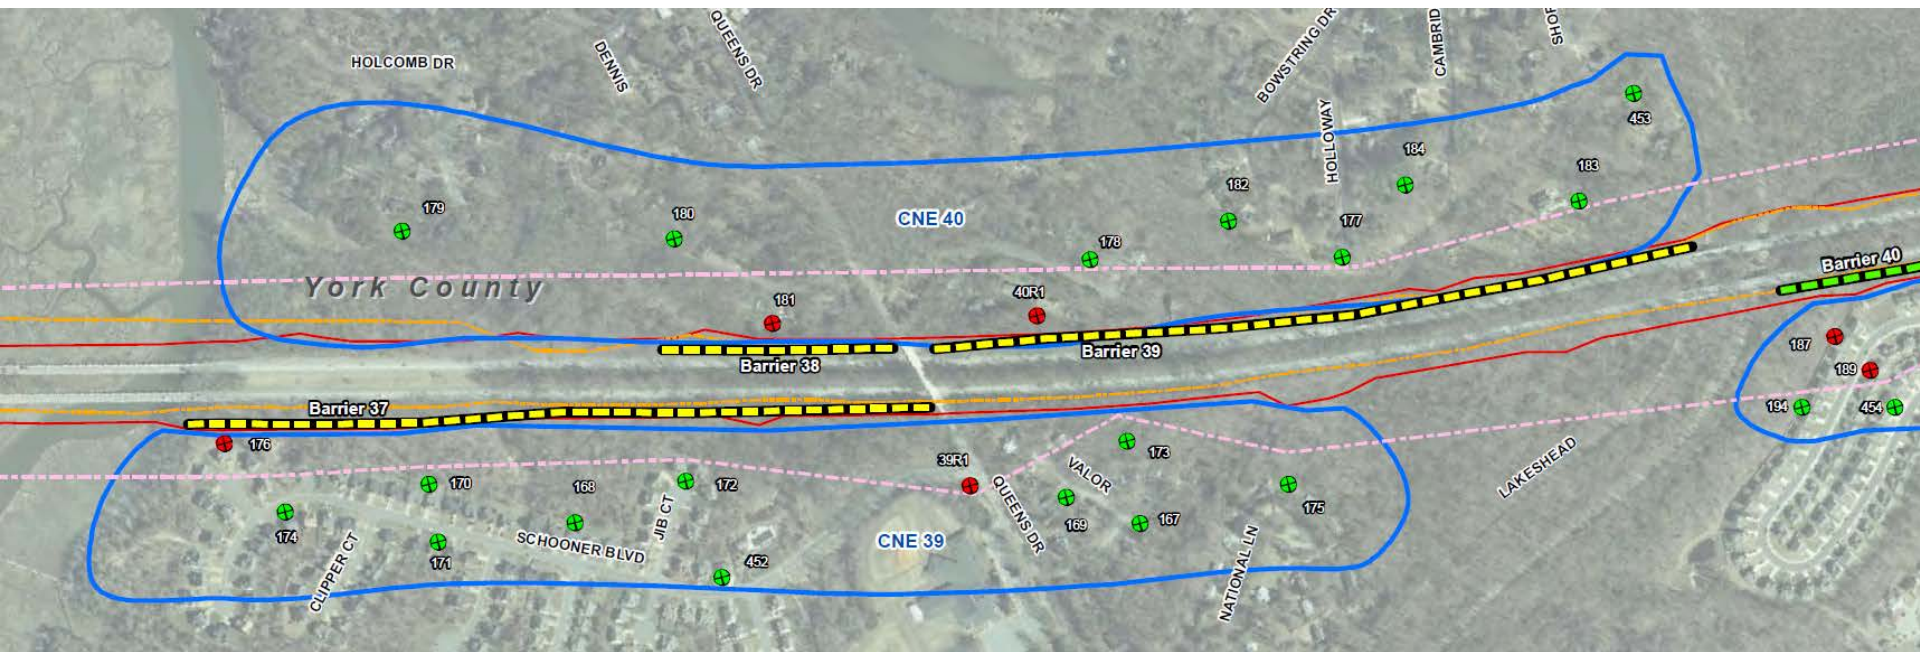 QUEENS DR
BOWSTRING DR
CAMBRID
SHOF
HOLCOMB DR
DENNIS
453
HOLLOWAY
184
183
182
179
180
CNE 40
177
178
York County
181
40R1
Barrier 40
Barrier 38
Barrier 39
187
189
194
454
Barrier 37
176
39R1
173
VALOR
LAKESHEAD
170
168
172
QUEENS DR
175
JIB CT
169
167
174
SCHOONER BLVD
CNE 39
171
452
CLIPPER CT
NATIONAL LN